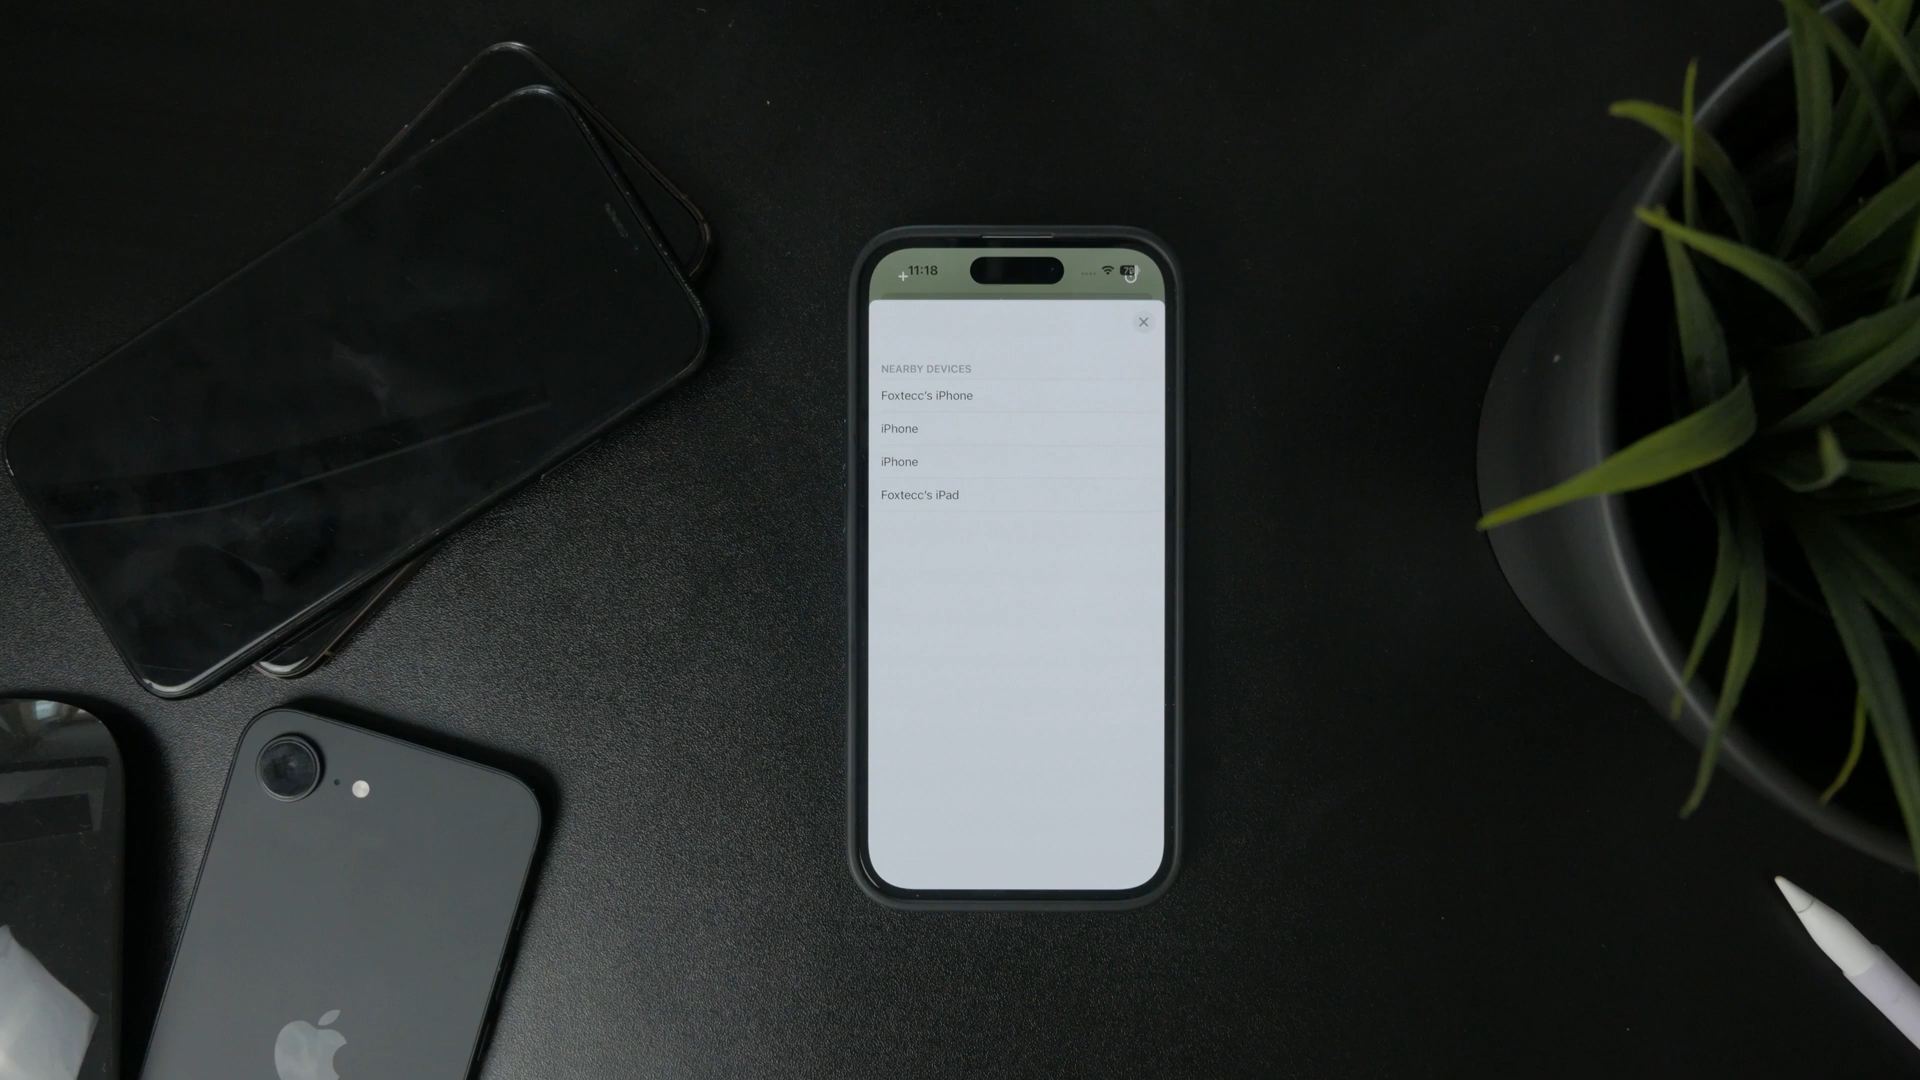 11:18
NEARBY DEVICES
Foxtecc's iPhone
iPhone
iPhone
Foxtecc's iPad